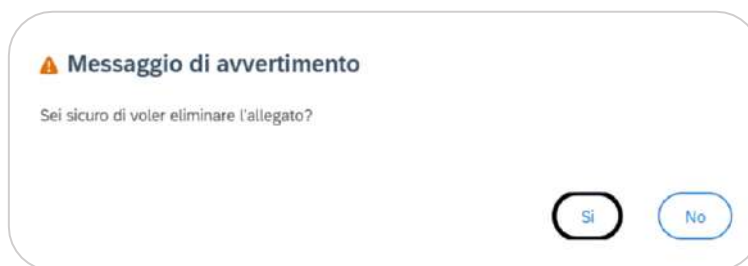 Messaggio di avvertimento
Sei sicuro di voler eliminare l'allegato?
Si No